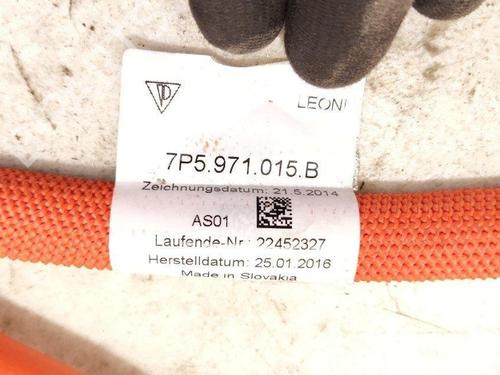 LEONI
7P5.971.015.B
Zeichnungsdatum: 21.5.2014
AS01
Laufende-Nr.: 22452327
Herstelldatum: 25.01.2016
Made in Slovakia